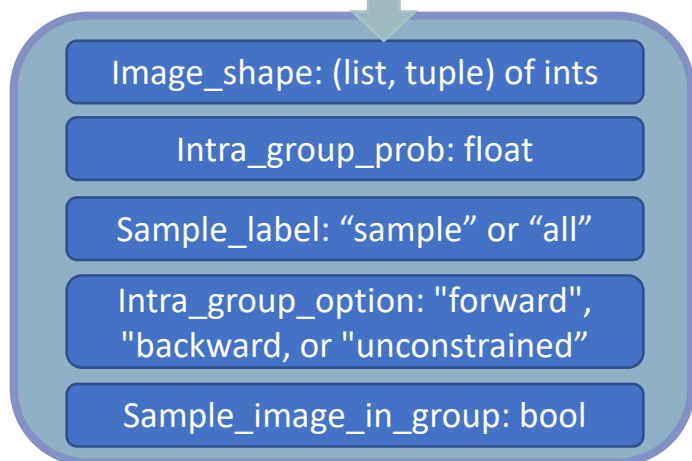 Image_shape: (list, tuple) of ints
Intra_group_prob: float
Sample_label: “sample” or “all”
Intra_group_option: "forward",
"backward, or "unconstrained”
Sample_image_in_group: bool